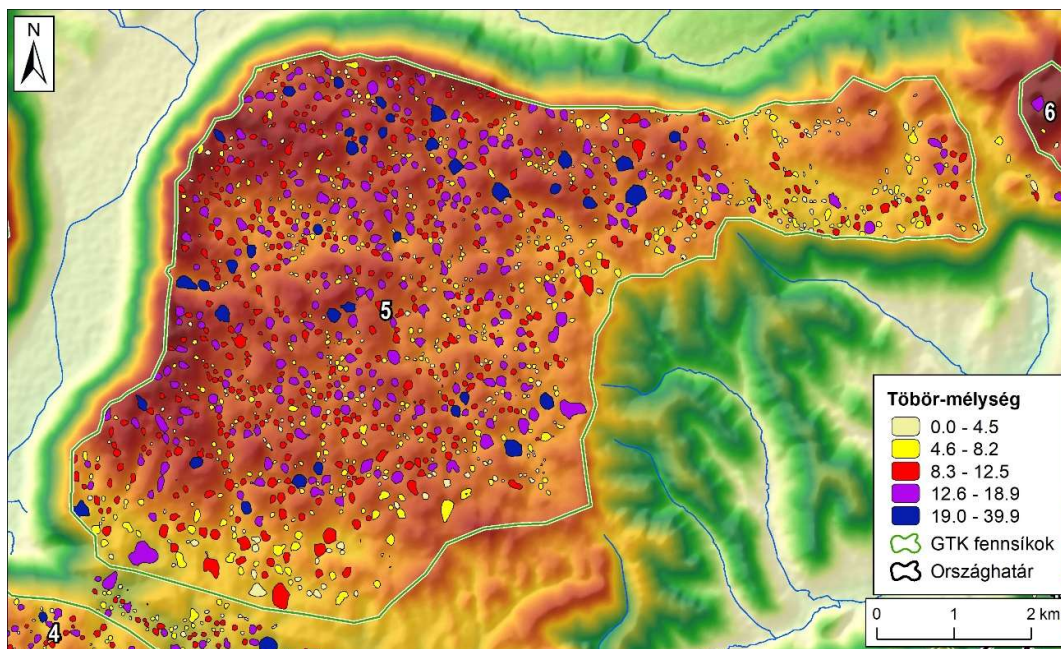 N
6
5
4
Töbör-mélység
0.0 - 4.5
4.6 - 8.2
8.3 - 12.5
12.6 - 18.9
19.0 - 39.9
GTK fennsíkok
Országhatár
0 1 2 km